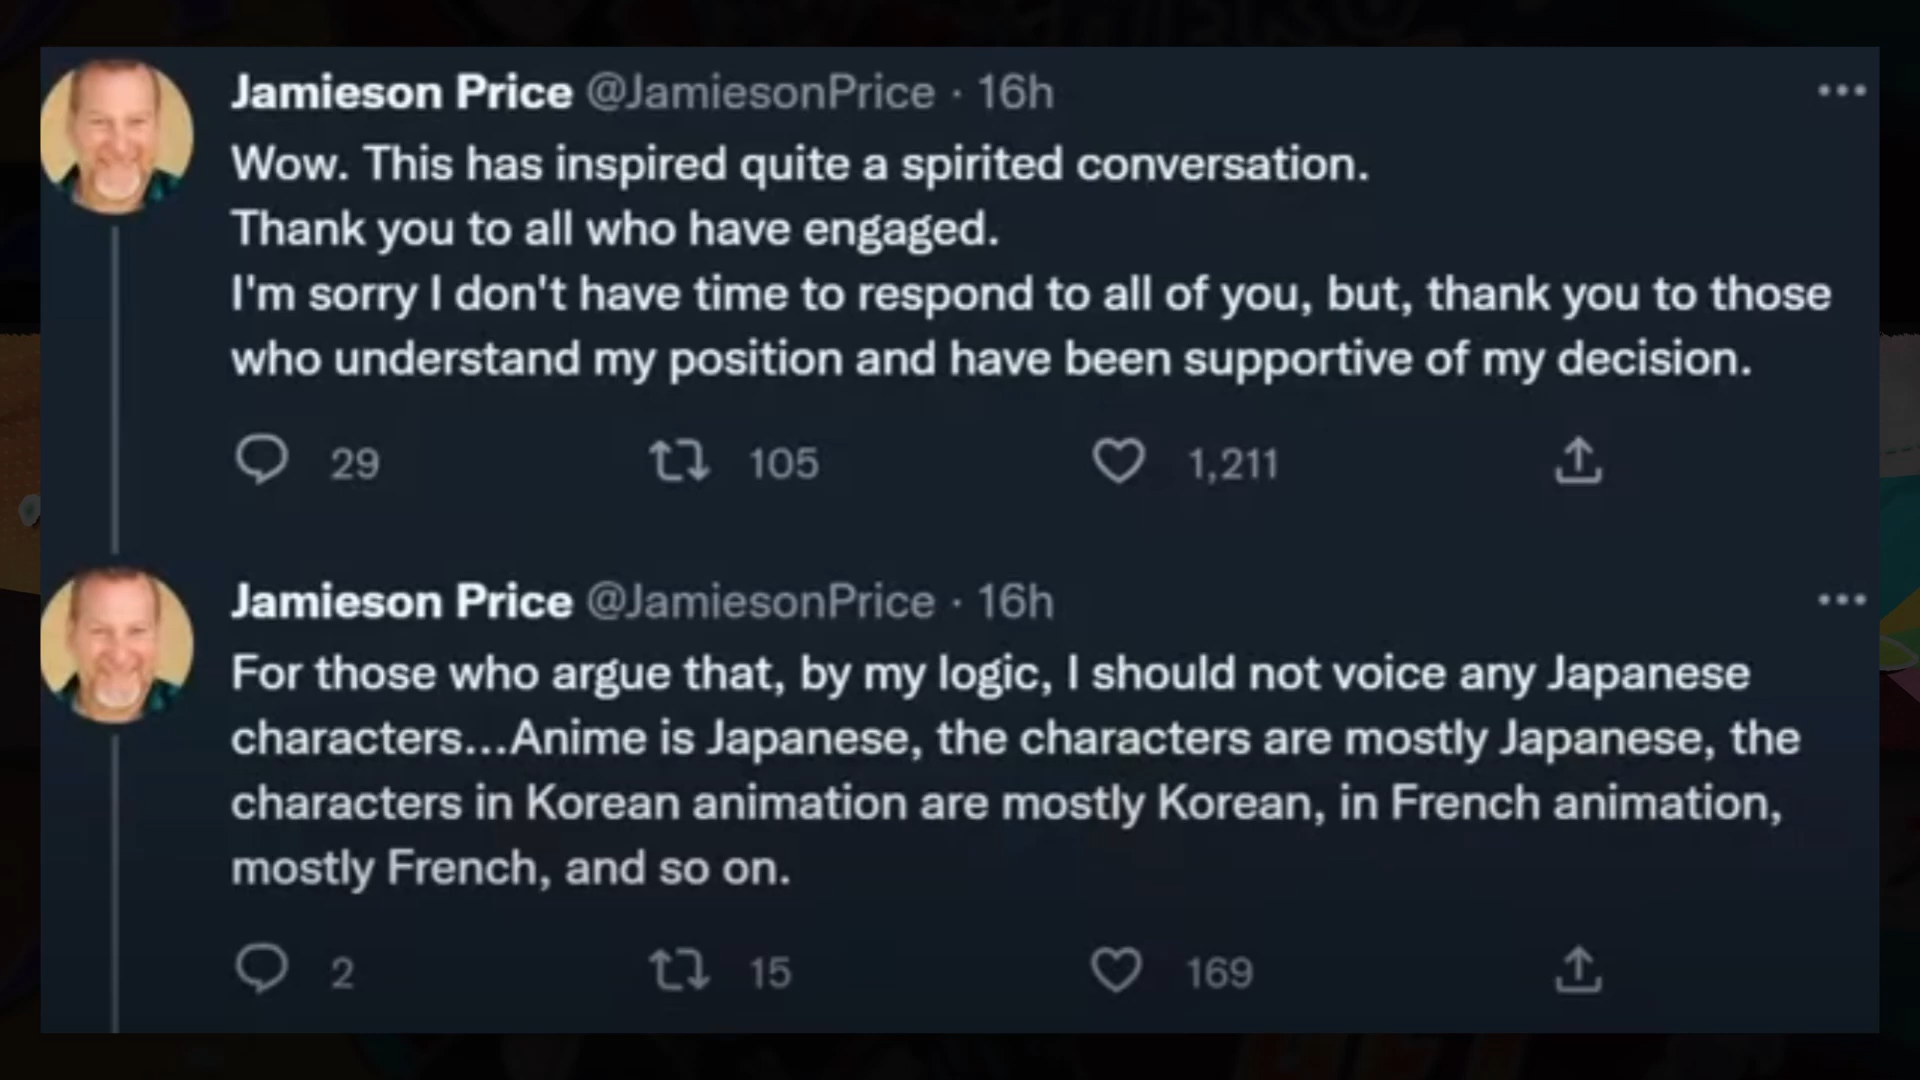 Jamieson Price @JamiesonPrice · 16h
Wow. This has inspired quite a spirited conversation.
Thank you to all who have engaged.
I'm sorry I don't have time to respond to all of you, but, thank you to those
who understand my position and have been supportive of my decision.
29 105 1,211
Jamieson Price @JamiesonPrice · 16h
For those who argue that, by my logic, I should not voice any Japanese
characters...Anime is Japanese, the characters are mostly Japanese, the
characters in Korean animation are mostly Korean, in French animation,
mostly French, and so on.
2 15 169